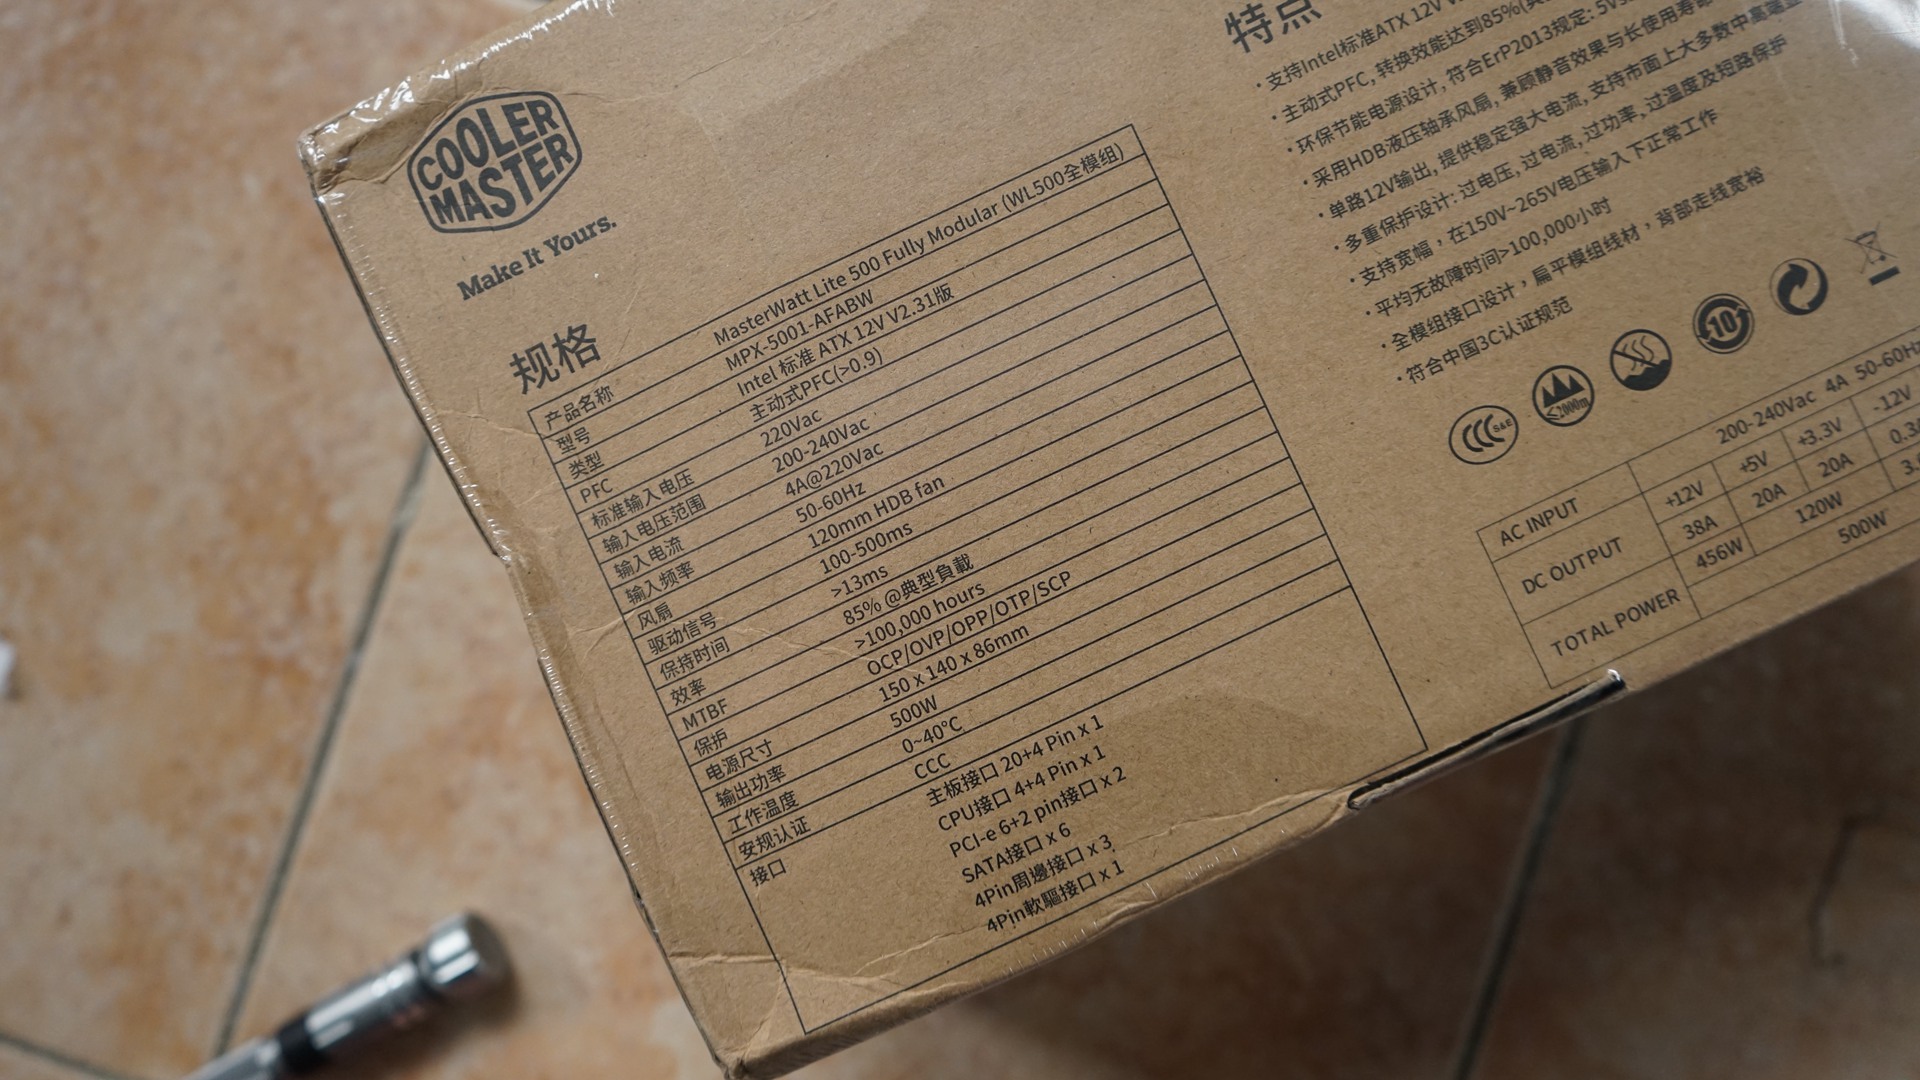 COOLER
MASTER
Make It Yours.
规格
产品名称 MasterWatt Lite 500 Fully Modular (WL500全模组)
型号 MPX-5001-AFABW
类型 Intel 标准 ATX 12V V2.31版
PFC 主动式PFC(>0.9)
标准输入电压 220Vac
输入电压范围 200-240Vac
输入电流 4A@220Vac
输入频率 50-60Hz
风扇 120mm HDB fan
驱动信号 100-500ms
保持时间 >13ms
效率 85% @典型負載
MTBF >100,000 hours
保护 OCP/OVP/OPP/OTP/SCP
电源尺寸 150 x 140 x 86mm
输出功率 500W
工作温度 0~40℃
安规认证 CCC
接口 主板接口 20+4 Pin x 1
CPU接口 4+4 Pin x 1
PCI-e 6+2 pin接口 x 2
SATA接口 x 6
4Pin周邊接口 x 3
4Pin軟驅接口 x 1
特点
·支持Intel标准ATX 12V
·主动式PFC, 转换效能达到85%
·环保节能电源设计, 符合ErP2013规定:
·采用HDB液压轴承风扇, 兼顾静音效果与长使用寿命
·单路12V输出, 提供稳定强大电流, 支持市面上大多数中高端
·多重保护设计: 过电压, 过电流, 过功率, 过温度及短路保护
·支持宽幅，在150V~265V电压输入下正常工作
·平均无故障时间>100,000小时
·全模组接口设计，扁平模组线材，背部走线宽裕
·符合中国3C认证规范
CCC S&E
≤2000m
10
AC INPUT 200-240Vac 4A 50-60Hz
DC OUTPUT +12V +5V +3.3V -12V
38A 20A 20A
456W 120W
TOTAL POWER 500W